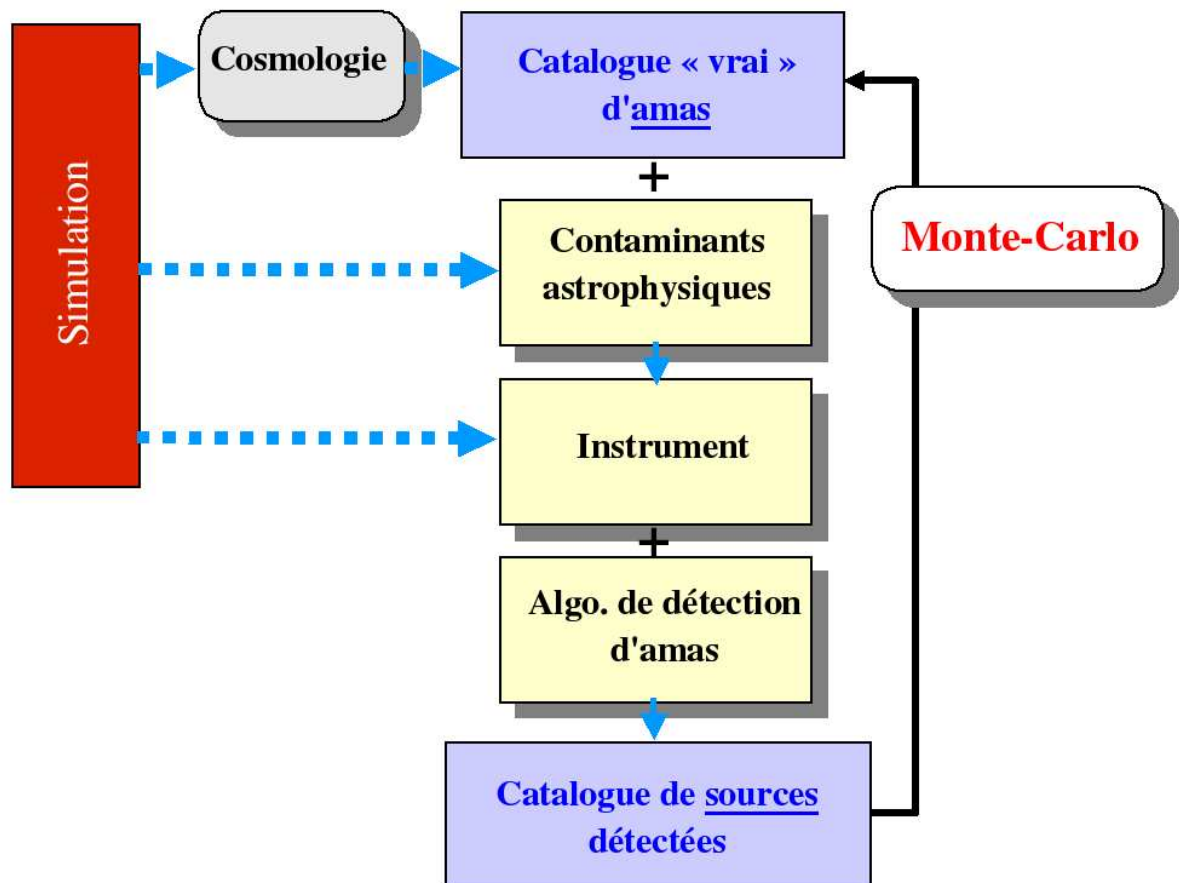 Simulation
Cosmologie
Catalogue « vrai »
d'amas
+
Contaminants
astrophysiques
Monte-Carlo
Instrument
+
Algo. de détection
d'amas
Catalogue de sources
détectées